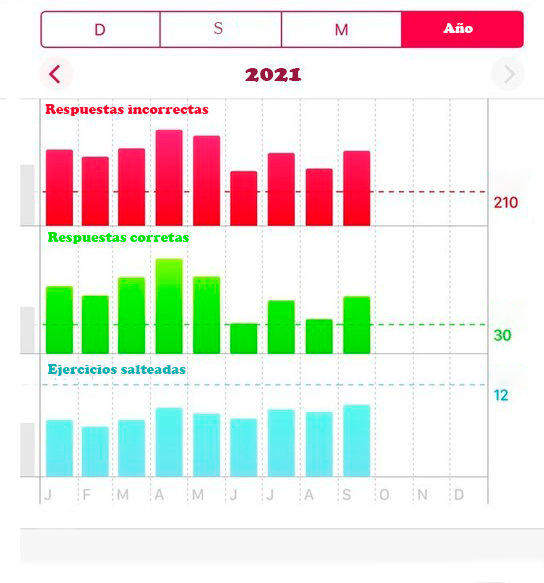 D S M Año
2021
Respuestas incorrectas
210
Respuestas corretas
30
Ejercicios salteadas
12
J F M A M J J A S O N D